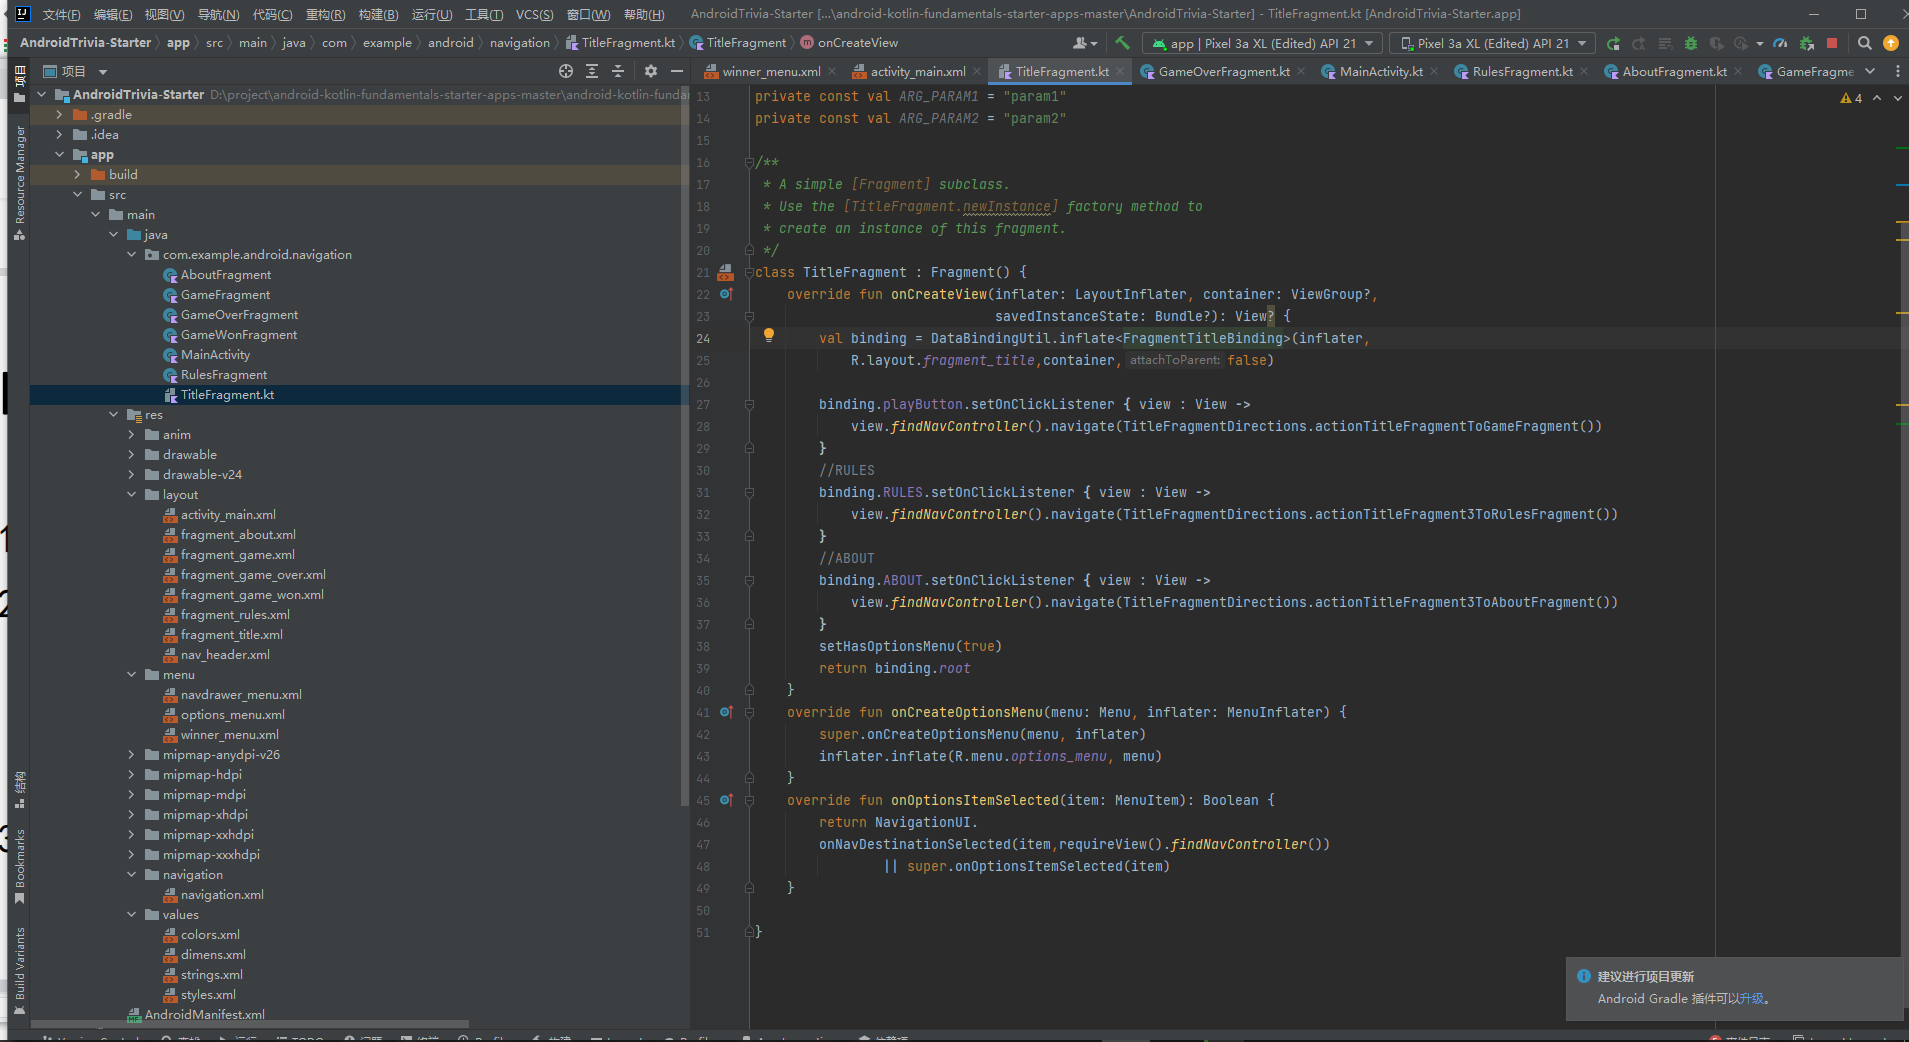 文件(F) 编辑(E) 视图(V) 导航(N) 代码(C) 重构(R) 构建(B) 运行(U) 工具(T) VCS(S) 窗口(W) 帮助(H) AndroidTrivia-Starter [...\android-kotlin-fundamentals-starter-apps-master\AndroidTrivia-Starter] - TitleFragment.kt [AndroidTrivia-Starter.app]
AndroidTrivia-Starter app src main java com example android navigation TitleFragment.kt TitleFragment onCreateView app | Pixel 3a XL (Edited) API 21 Pixel 3a XL (Edited) API 21
项目
winner_menu.xml activity_main.xml TitleFragment.kt GameOverFragment.kt MainActivity.kt RulesFragment.kt AboutFragment.kt GameFragme
项目
Resource Manager
结构
Bookmarks
Build Variants
AndroidTrivia-Starter D:\project\android-kotlin-fundamentals-starter-apps-master\android-kotlin-funda
.gradle
.idea
app
build
src
main
java
com.example.android.navigation
AboutFragment
GameFragment
GameOverFragment
GameWonFragment
MainActivity
RulesFragment
TitleFragment.kt
res
anim
drawable
drawable-v24
layout
activity_main.xml
fragment_about.xml
fragment_game.xml
fragment_game_over.xml
fragment_game_won.xml
fragment_rules.xml
fragment_title.xml
nav_header.xml
menu
navdrawer_menu.xml
options_menu.xml
winner_menu.xml
mipmap-anydpi-v26
mipmap-hdpi
mipmap-mdpi
mipmap-xhdpi
mipmap-xxhdpi
mipmap-xxxhdpi
navigation
navigation.xml
values
colors.xml
dimens.xml
strings.xml
styles.xml
AndroidManifest.xml
4
13 private const val ARG_PARAM1 = "param1"
14 private const val ARG_PARAM2 = "param2"
15
16 /**
17 * A simple [Fragment] subclass.
18 * Use the [TitleFragment.newInstance] factory method to
19 * create an instance of this fragment.
20 */
21 class TitleFragment : Fragment() {
22 override fun onCreateView(inflater: LayoutInflater, container: ViewGroup?,
23 savedInstanceState: Bundle?): View? {
24 val binding = DataBindingUtil.inflate<FragmentTitleBinding>(inflater,
25 R.layout.fragment_title,container, attachToParent: false)
26
27 binding.playButton.setOnClickListener { view : View ->
28 view.findNavController().navigate(TitleFragmentDirections.actionTitleFragmentToGameFragment())
29 }
30 //RULES
31 binding.RULES.setOnClickListener { view : View ->
32 view.findNavController().navigate(TitleFragmentDirections.actionTitleFragment3ToRulesFragment())
33 }
34 //ABOUT
35 binding.ABOUT.setOnClickListener { view : View ->
36 view.findNavController().navigate(TitleFragmentDirections.actionTitleFragment3ToAboutFragment())
37 }
38 setHasOptionsMenu(true)
39 return binding.root
40 }
41 override fun onCreateOptionsMenu(menu: Menu, inflater: MenuInflater) {
42 super.onCreateOptionsMenu(menu, inflater)
43 inflater.inflate(R.menu.options_menu, menu)
44 }
45 override fun onOptionsItemSelected(item: MenuItem): Boolean {
46 return NavigationUI.
47 onNavDestinationSelected(item,requireView().findNavController())
48 || super.onOptionsItemSelected(item)
49 }
50
51 }
建议进行项目更新
Android Gradle 插件可以升级。